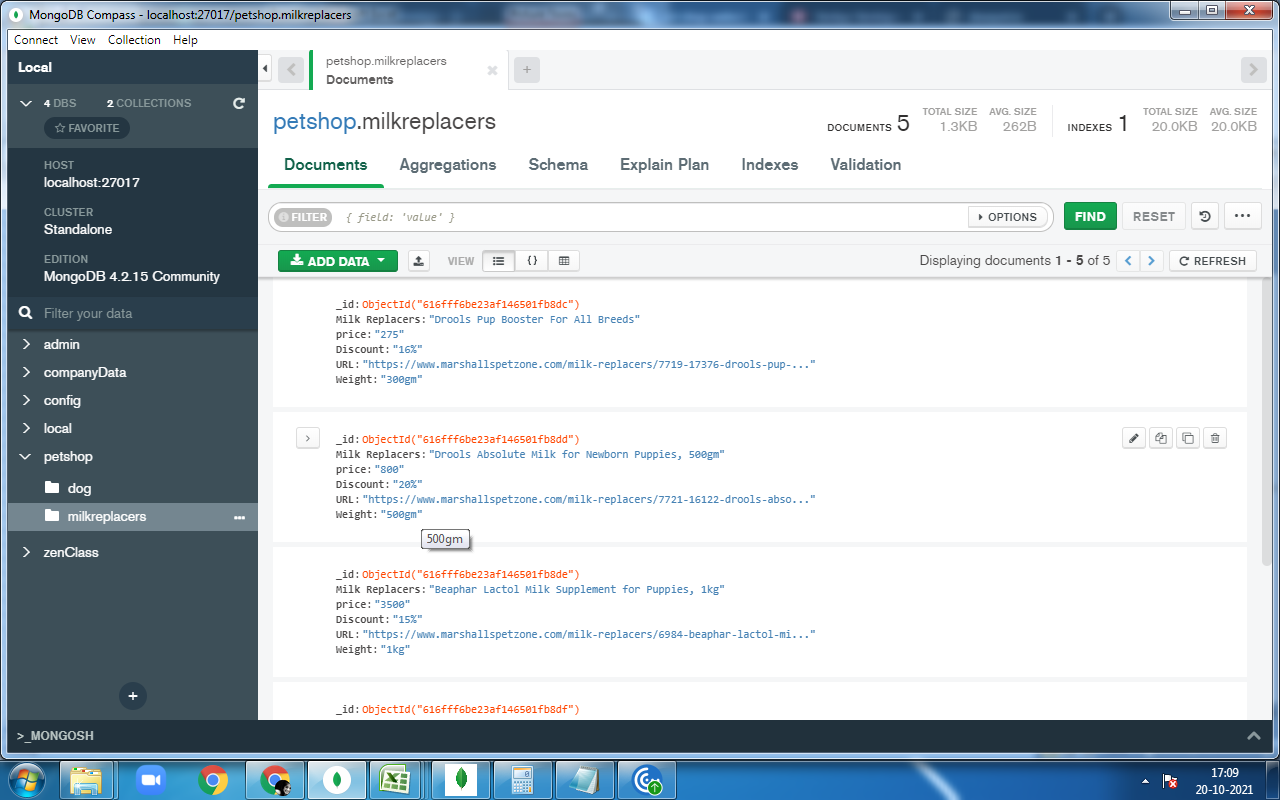 MongoDB Compass - localhost:27017/petshop.milkreplacers
Connect View Collection Help
Local
4 DBS 2 COLLECTIONS
FAVORITE
HOST
localhost:27017
CLUSTER
Standalone
EDITION
MongoDB 4.2.15 Community
Filter your data
admin
companyData
config
local
petshop
dog
milkreplacers
zenClass
petshop.milkreplacers
Documents
petshop.milkreplacers
DOCUMENTS 5
TOTAL SIZE
1.3KB
AVG. SIZE
262B
INDEXES 1
TOTAL SIZE
20.0KB
AVG. SIZE
20.0KB
Documents Aggregations Schema Explain Plan Indexes Validation
FILTER { field: 'value' } OPTIONS FIND RESET
ADD DATA VIEW Displaying documents 1 - 5 of 5 REFRESH
_id: ObjectId("616fff6be23af146501fb8dc")
Milk Replacers: "Drools Pup Booster For All Breeds"
price: "275"
Discount: "16%"
URL: "https://www.marshallspetzone.com/milk-replacers/7719-17376-drools-pup-..."
Weight: "300gm"
_id: ObjectId("616fff6be23af146501fb8dd")
Milk Replacers: "Drools Absolute Milk for Newborn Puppies, 500gm"
price: "800"
Discount: "20%"
URL: "https://www.marshallspetzone.com/milk-replacers/7721-16122-drools-abso..."
Weight: "500gm"
500gm
_id: ObjectId("616fff6be23af146501fb8de")
Milk Replacers: "Beaphar Lactol Milk Supplement for Puppies, 1kg"
price: "3500"
Discount: "15%"
URL: "https://www.marshallspetzone.com/milk-replacers/6984-beaphar-lactol-mi..."
Weight: "1kg"
_id: ObjectId("616fff6be23af146501fb8df")
>_MONGOSH
17:09
20-10-2021